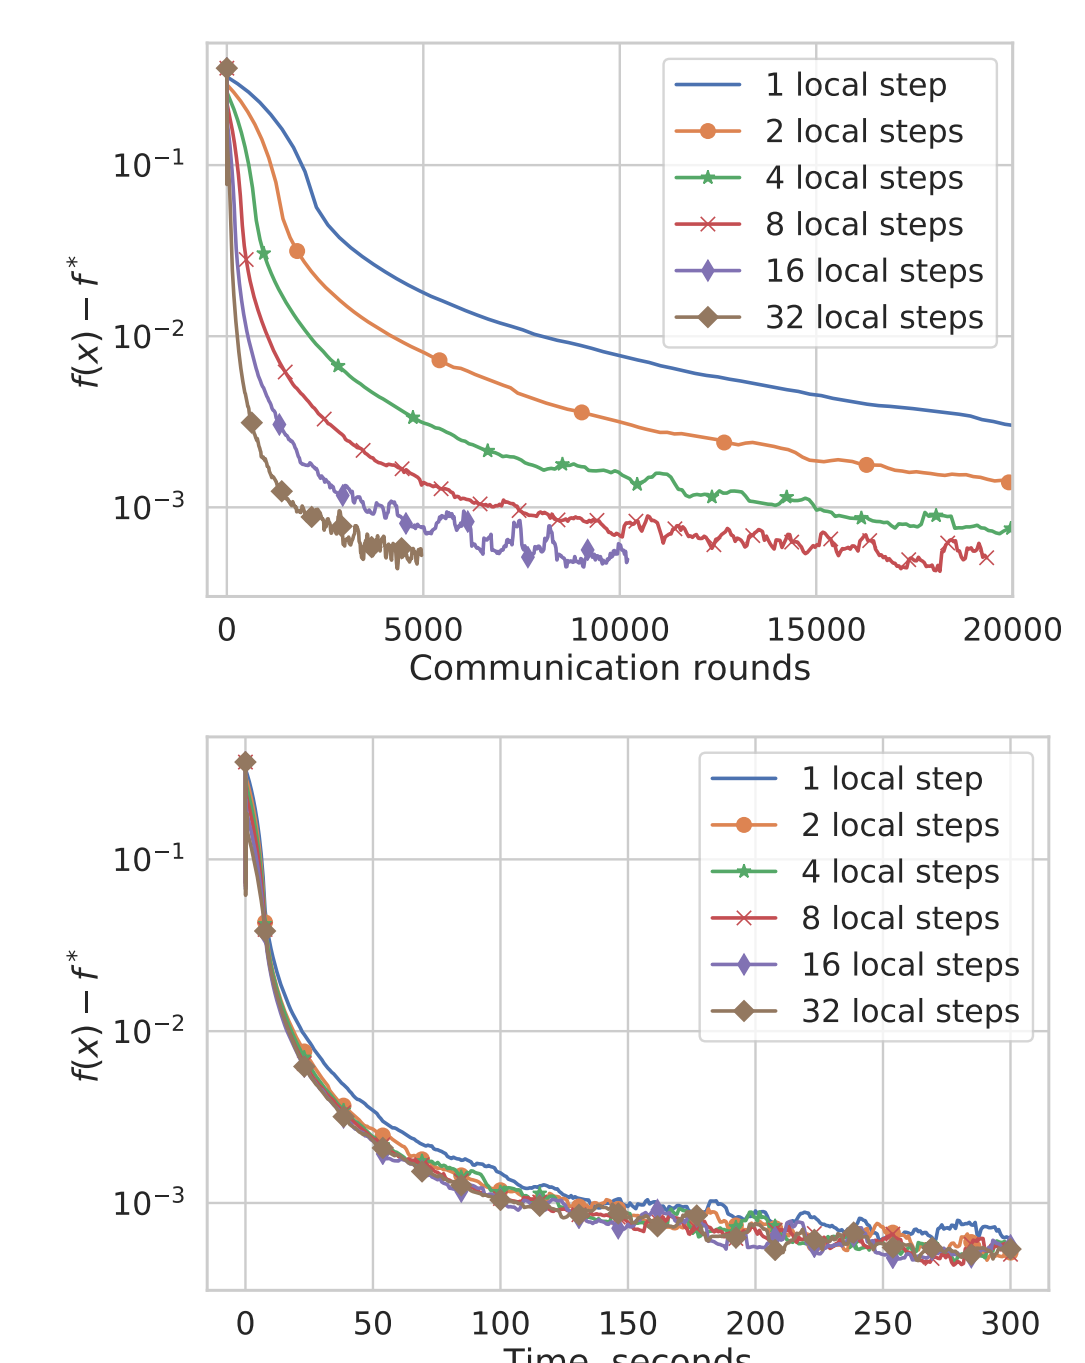 1 local step
2 local steps
4 local steps
8 local steps
16 local steps
32 local steps
10⁻¹
10⁻²
10⁻³
f(x) − f*
0 5000 10000 15000 20000
Communication rounds
1 local step
2 local steps
4 local steps
8 local steps
16 local steps
32 local steps
10⁻¹
10⁻²
10⁻³
f(x) − f*
0 50 100 150 200 250 300
Time, seconds